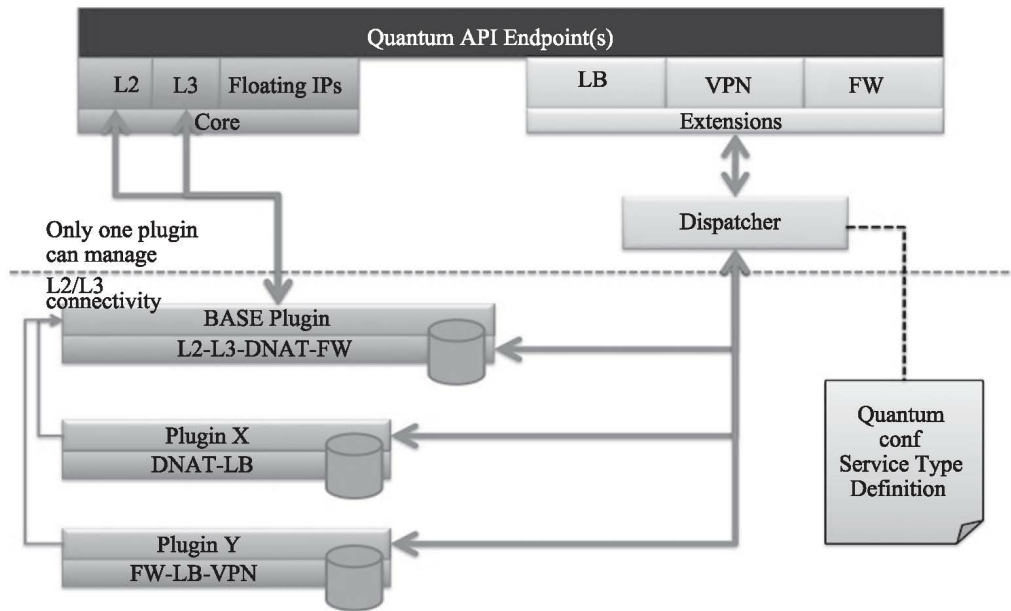 Quantum API Endpoint(s)
L2
L3
Floating IPs
Core
LB
VPN
FW
Extensions
Dispatcher
Only one plugin
can manage
L2/L3
connectivity
BASE Plugin
L2-L3-DNAT-FW
Plugin X
DNAT-LB
Plugin Y
FW-LB-VPN
Quantum
conf
Service Type
Definition